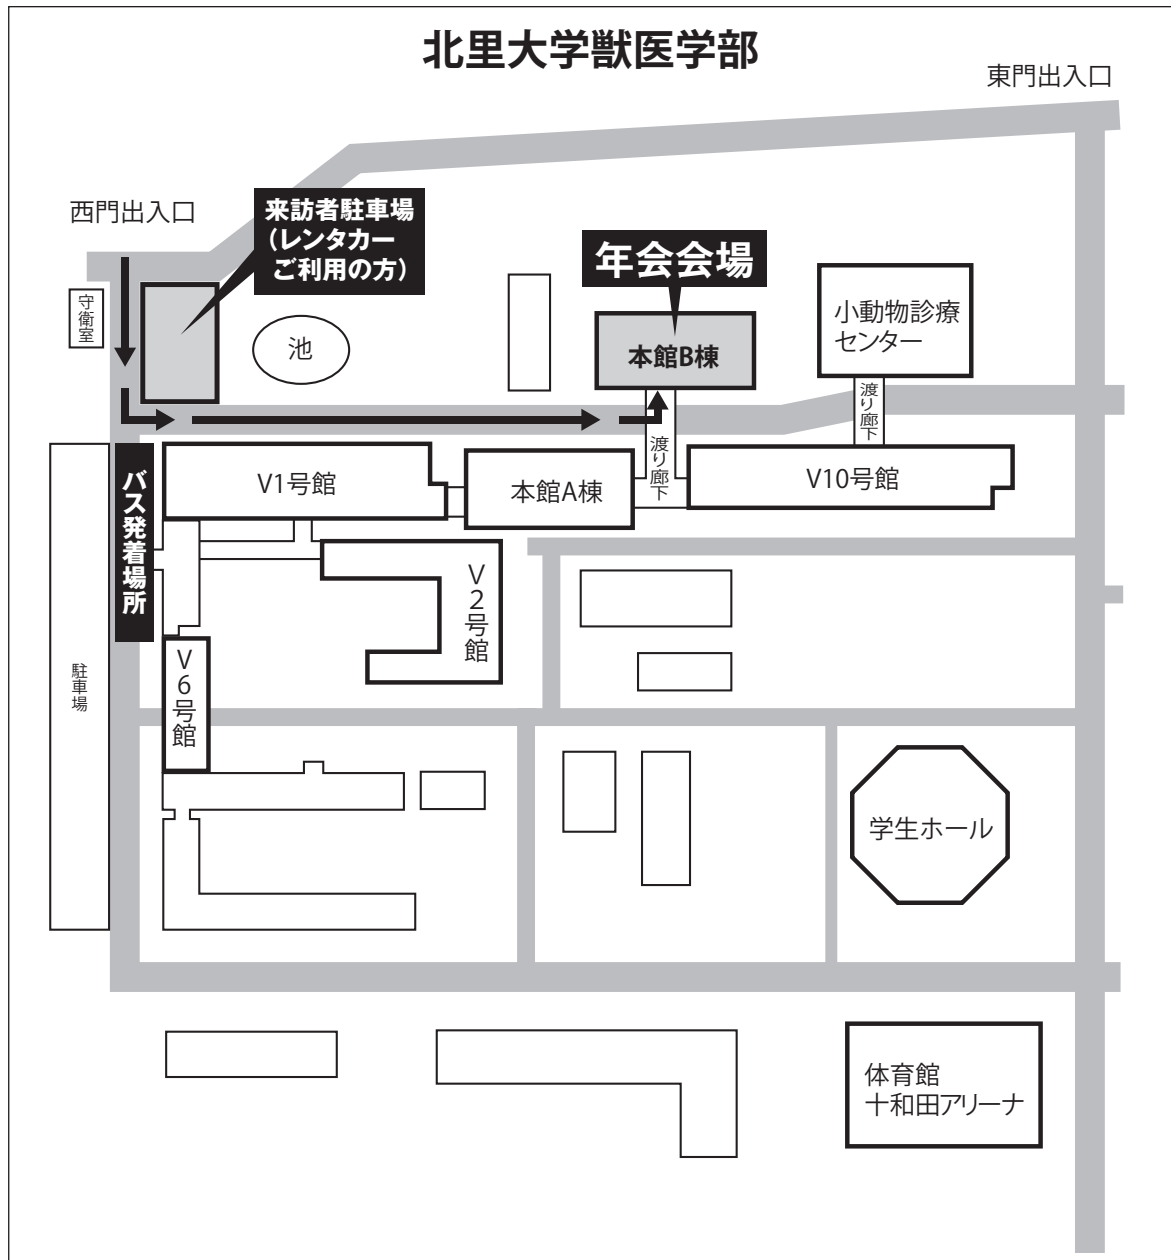 北里大学獣医学部
東門出入口
西門出入口
来訪者駐車場
(レンタカー
ご利用の方)
年会会場
守衛室
池
本館B棟
小動物診療
センター
渡り廊下
渡り廊下
V1号館
本館A棟
V10号館
バス発着場所
V2号館
V6号館
駐車場
学生ホール
体育館
十和田アリーナ